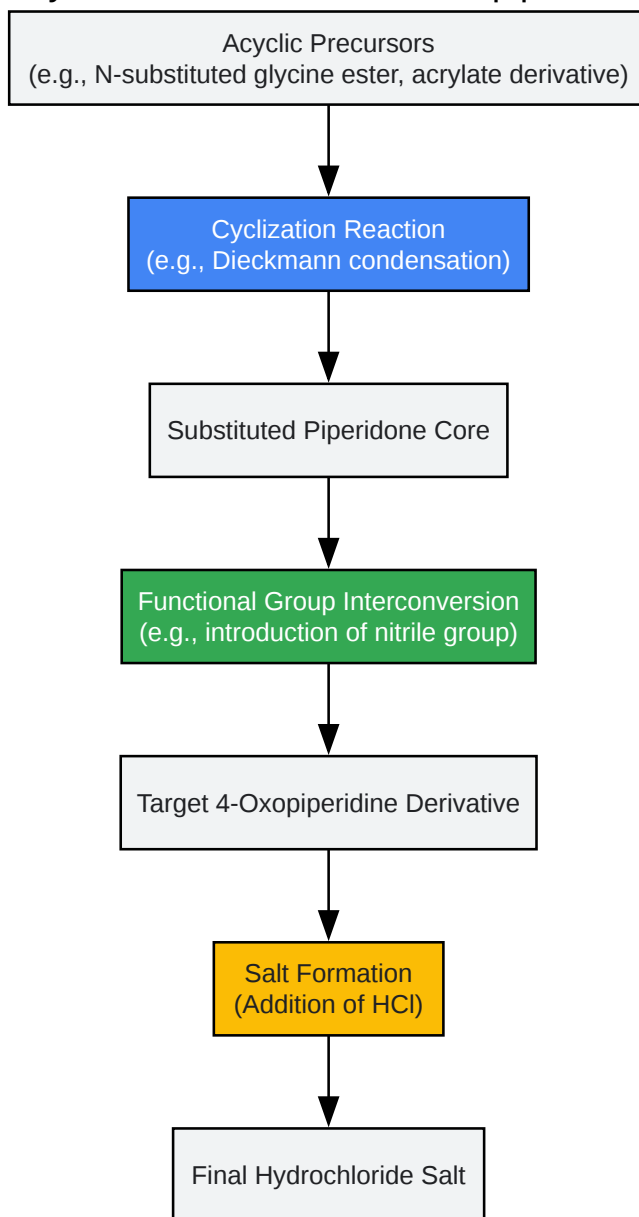 Acyclic Precursors
(e.g., N-substituted glycine ester, acrylate derivative)
Cyclization Reaction
(e.g., Dieckmann condensation)
Substituted Piperidone Core
Functional Group Interconversion
(e.g., introduction of nitrile group)
Target 4-Oxopiperidine Derivative
Salt Formation
(Addition of HCl)
Final Hydrochloride Salt